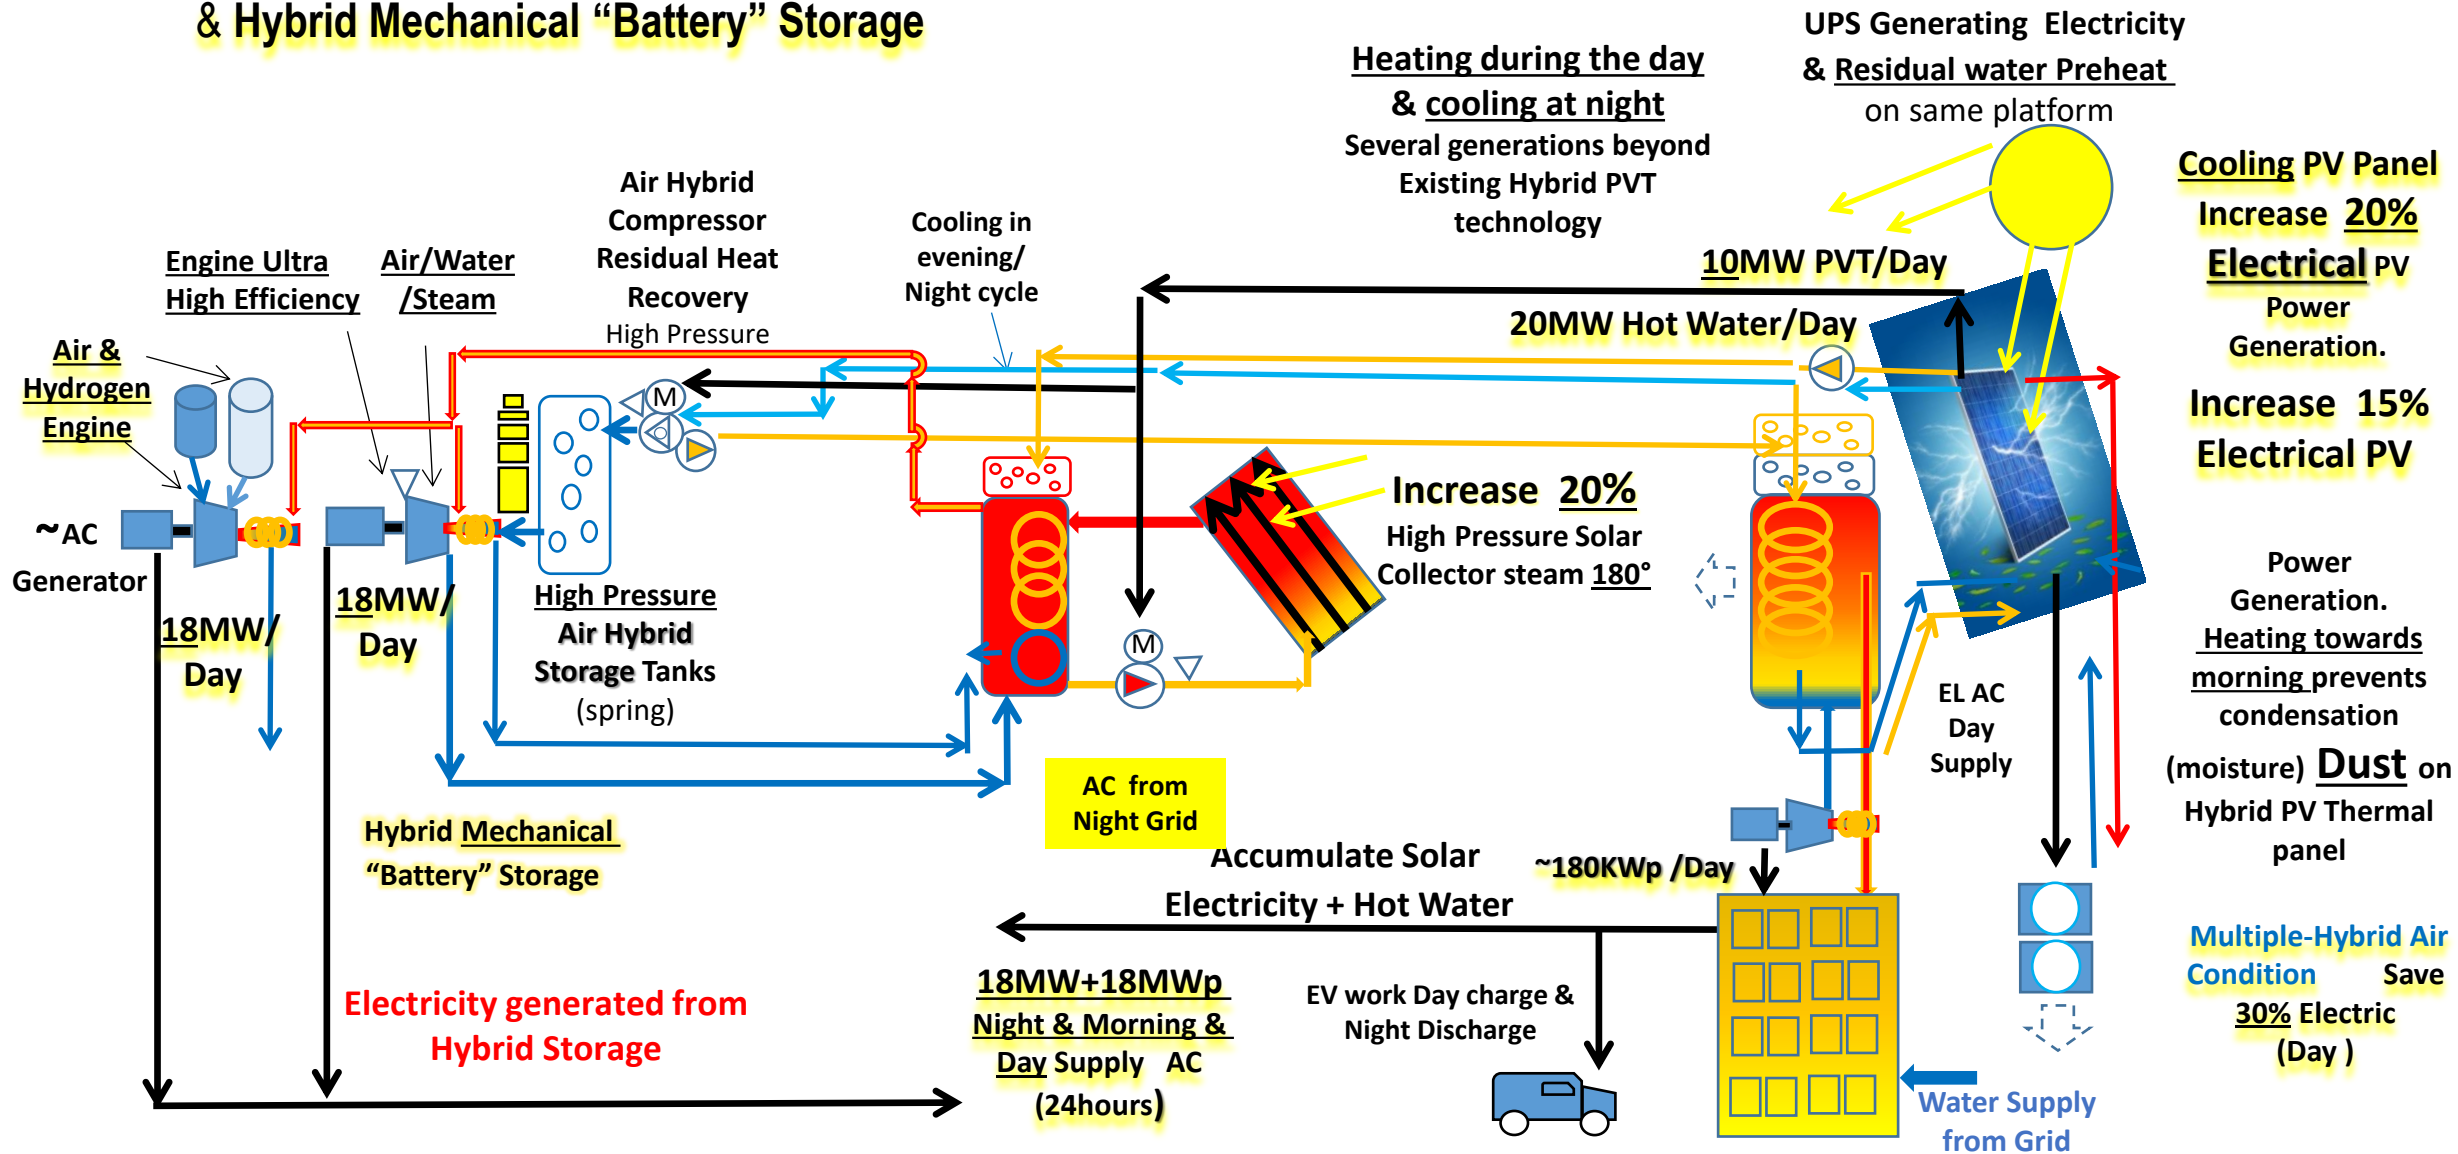 & Hybrid Mechanical “Battery” Storage
UPS Generating Electricity
& Residual water Preheat
on same platform
Heating during the day
& cooling at night
Several generations beyond
Existing Hybrid PVT
technology
Cooling PV Panel
Increase 20%
Electrical PV
Power
Generation.
Increase 15%
Electrical PV
Air Hybrid
Compressor
Residual Heat
Recovery
High Pressure
Cooling in
evening/
Night cycle
Engine Ultra
High Efficiency
Air/Water
/Steam
10MW PVT/Day
20MW Hot Water/Day
Air &
Hydrogen
Engine
M
~AC
Generator
Increase 20%
High Pressure Solar
Collector steam 180°
18MW/
Day
18MW/
Day
High Pressure
Air Hybrid
Storage Tanks
(spring)
M
Power
Generation.
Heating towards
morning prevents
condensation
(moisture) Dust on
Hybrid PV Thermal
panel
EL AC
Day
Supply
AC from
Night Grid
Hybrid Mechanical
“Battery” Storage
Accumulate Solar
Electricity + Hot Water
~180KWp /Day
Multiple-Hybrid Air
Condition Save
30% Electric
(Day )
Electricity generated from
Hybrid Storage
18MW+18MWp
Night & Morning &
Day Supply AC
(24hours)
EV work Day charge &
Night Discharge
Water Supply
from Grid